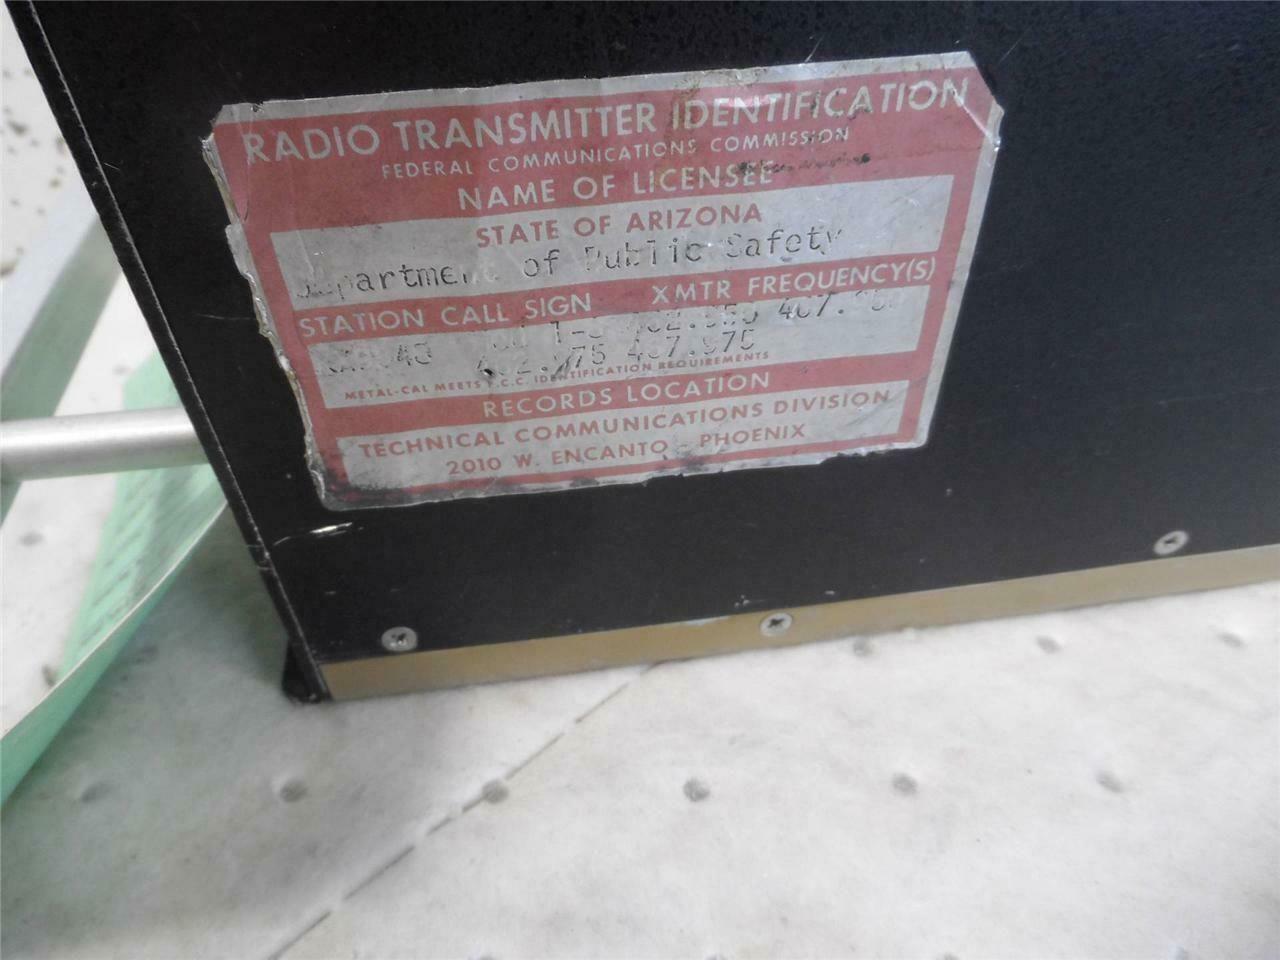 RADIO TRANSMITTER IDENTIFICATION
FEDERAL COMMUNICATIONS COMMISSION
NAME OF LICENSEE
STATE OF ARIZONA
Department of Public Safety
STATION CALL SIGN XMTR FREQUENCY(S)
METAL-CAL MEETS F.C.C. IDENTIFICATION REQUIREMENTS
RECORDS LOCATION
TECHNICAL COMMUNICATIONS DIVISION
2010 W. ENCANTO PHOENIX